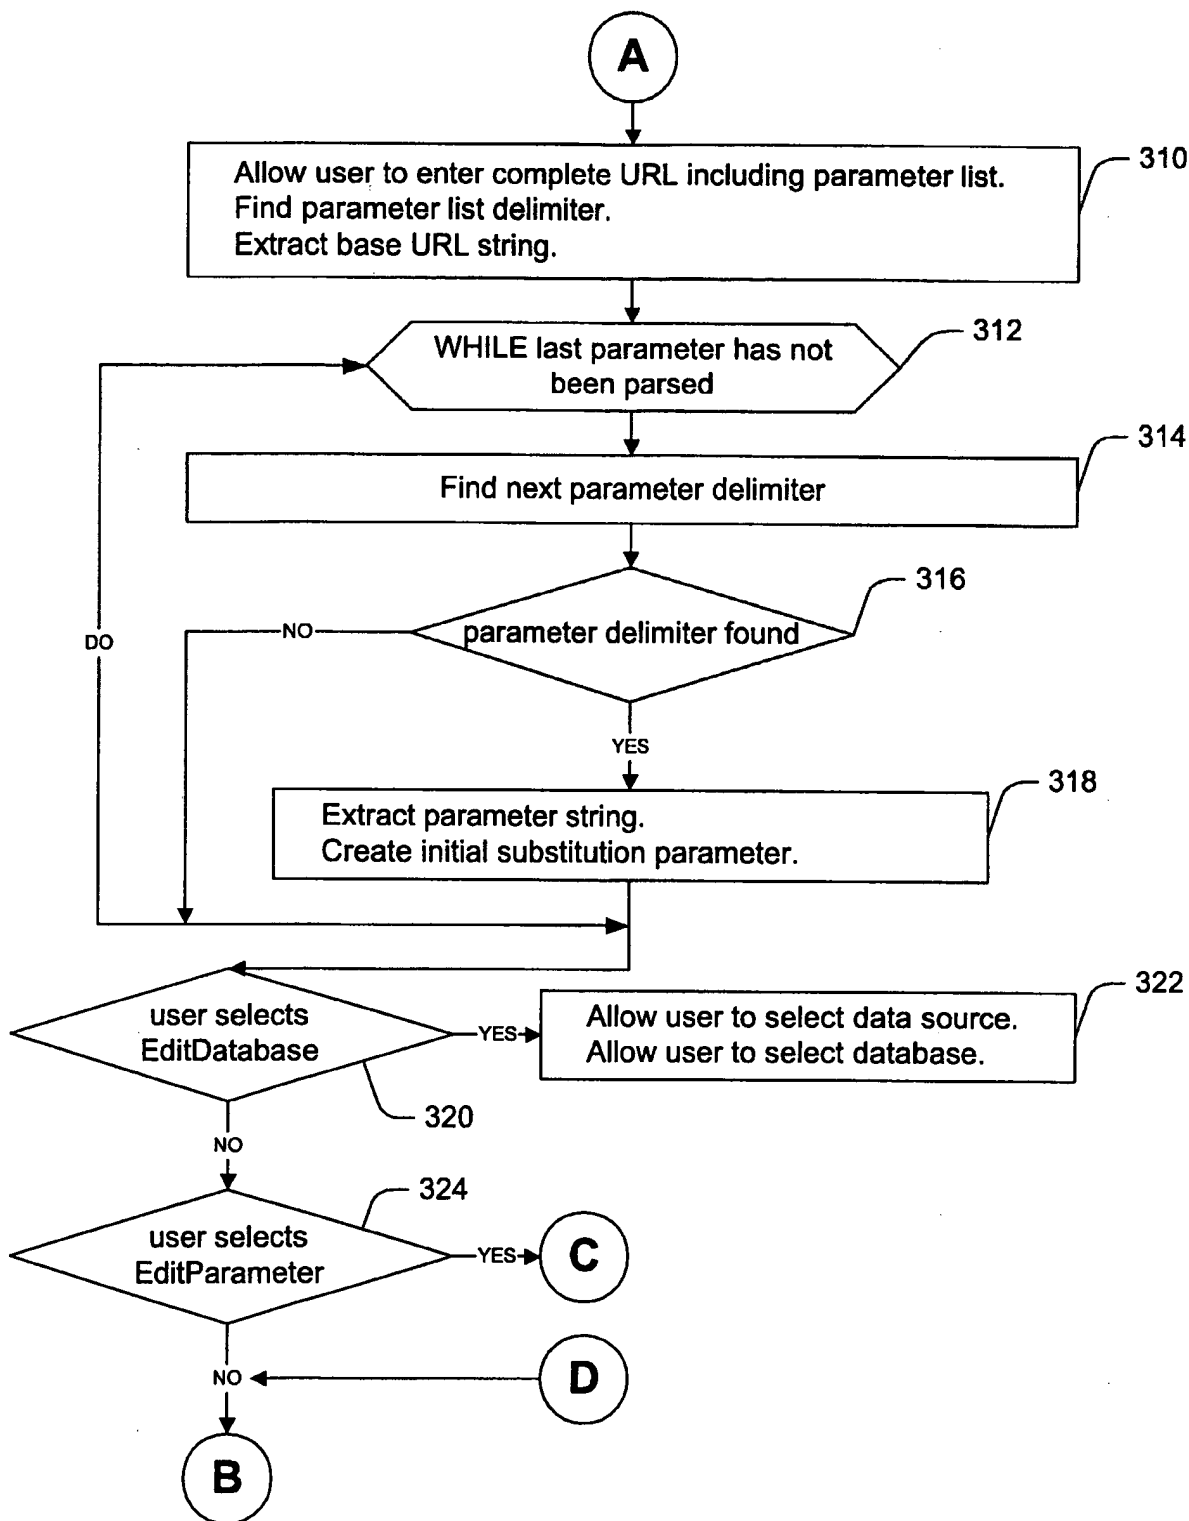 A
Allow user to enter complete URL including parameter list.
Find parameter list delimiter.
Extract base URL string.
310
WHILE last parameter has not
been parsed
312
Find next parameter delimiter
314
parameter delimiter found
316
NO
DO
YES
Extract parameter string.
Create initial substitution parameter.
318
user selects
EditDatabase
320
YES
Allow user to select data source.
Allow user to select database.
322
NO
user selects
EditParameter
324
YES
C
NO
D
B